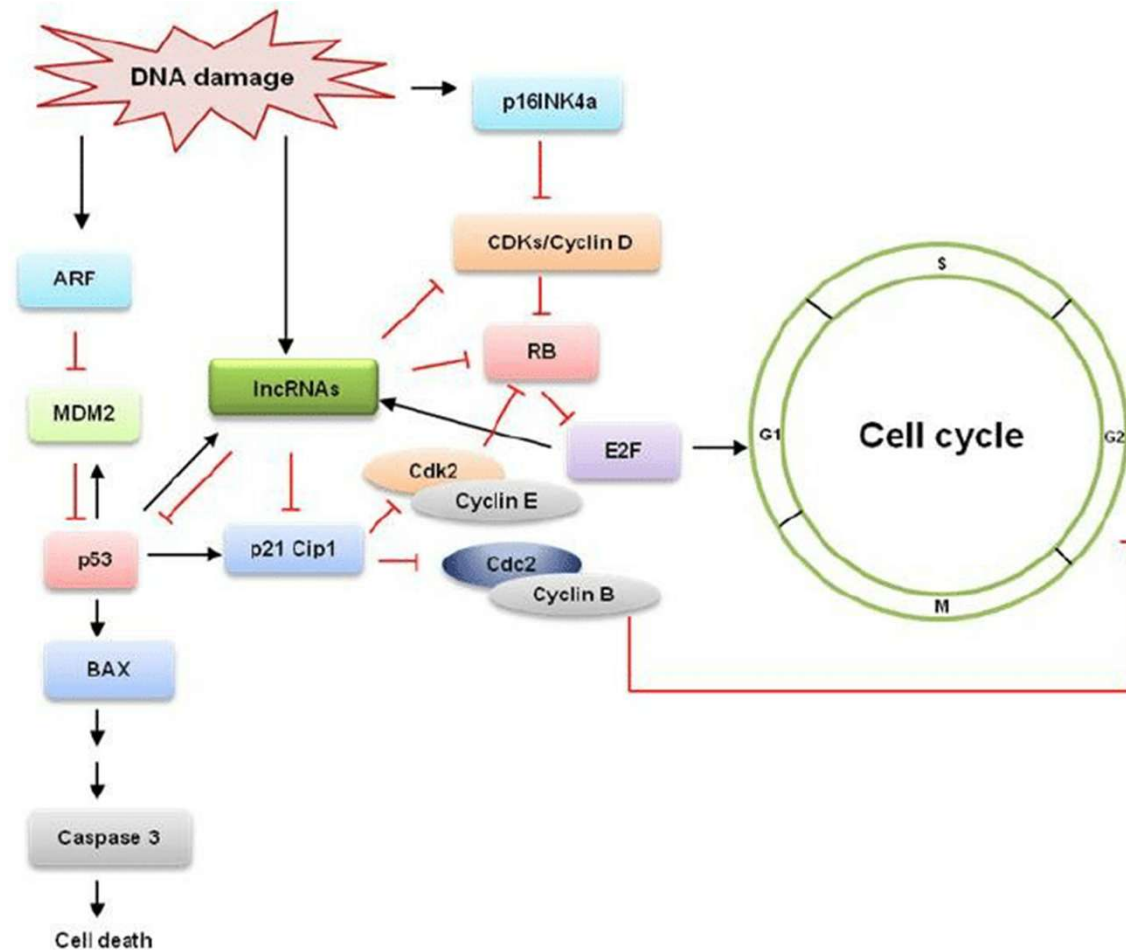 DNA damage
p16INK4a
CDKs/Cyclin D
ARF
RB
lncRNAs
MDM2
E2F
Cdk2
Cyclin E
p53
p21 Cip1
Cdc2
Cyclin B
BAX
Caspase 3
Cell death
S
G1
Cell cycle
G2
M